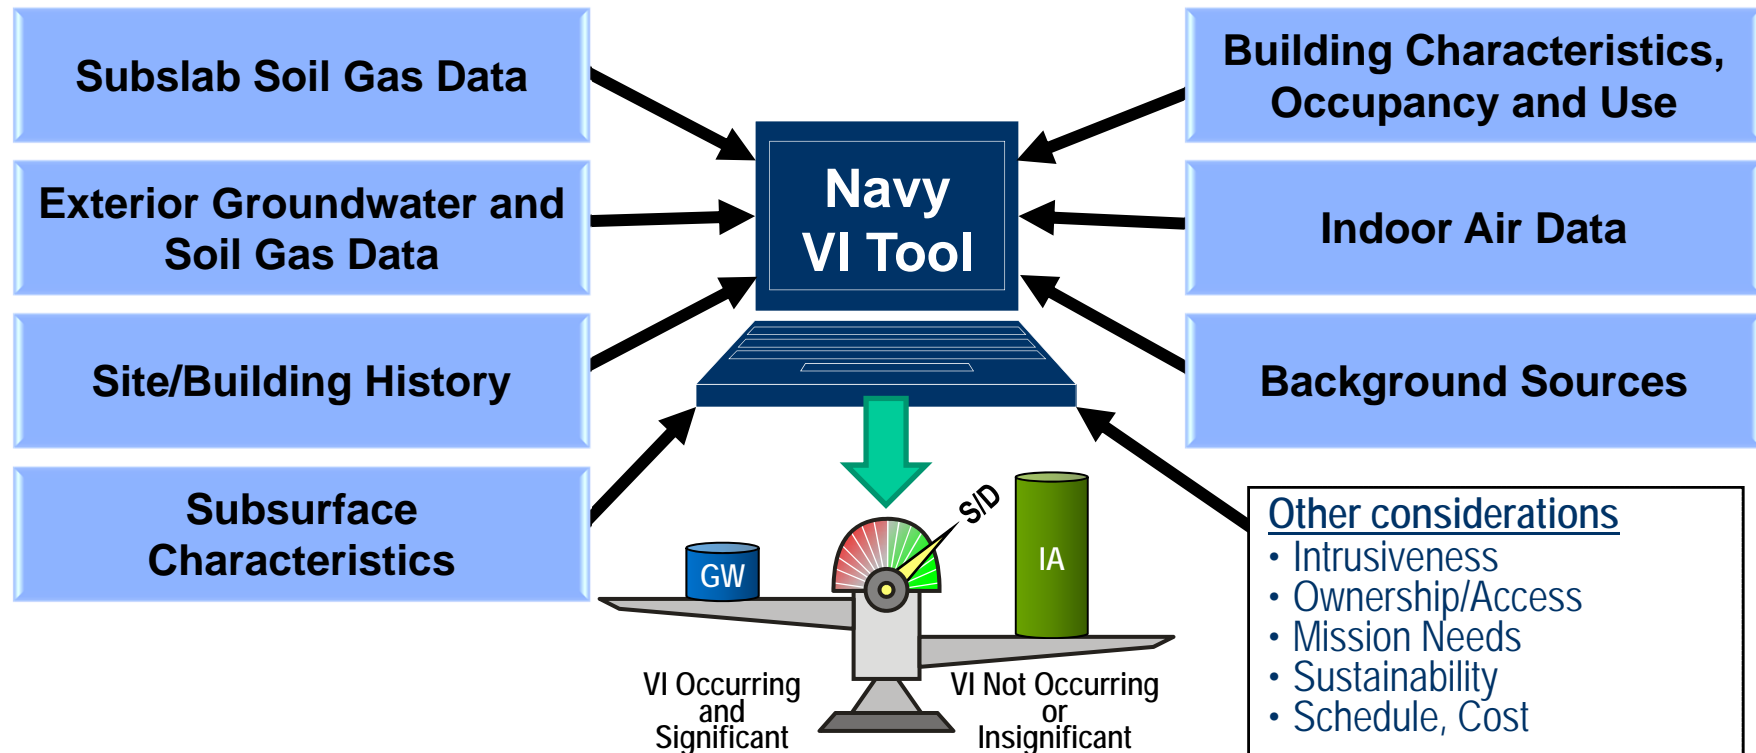 Subslab Soil Gas Data
Exterior Groundwater and
Soil Gas Data
Site/Building History
Subsurface
Characteristics
Navy
VI Tool
Building Characteristics,
Occupancy and Use
Indoor Air Data
Background Sources
Other considerations
• Intrusiveness
• Ownership/Access
• Mission Needs
• Sustainability
• Schedule, Cost
S/D
GW
IA
VI Occurring
and
Significant
VI Not Occurring
or
Insignificant